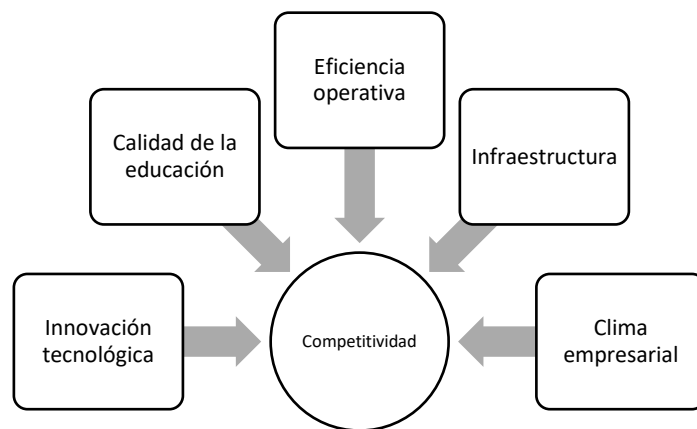 Eficiencia
operativa
Calidad de la
educación
Infraestructura
Innovación
tecnológica
Competitividad
Clima
empresarial